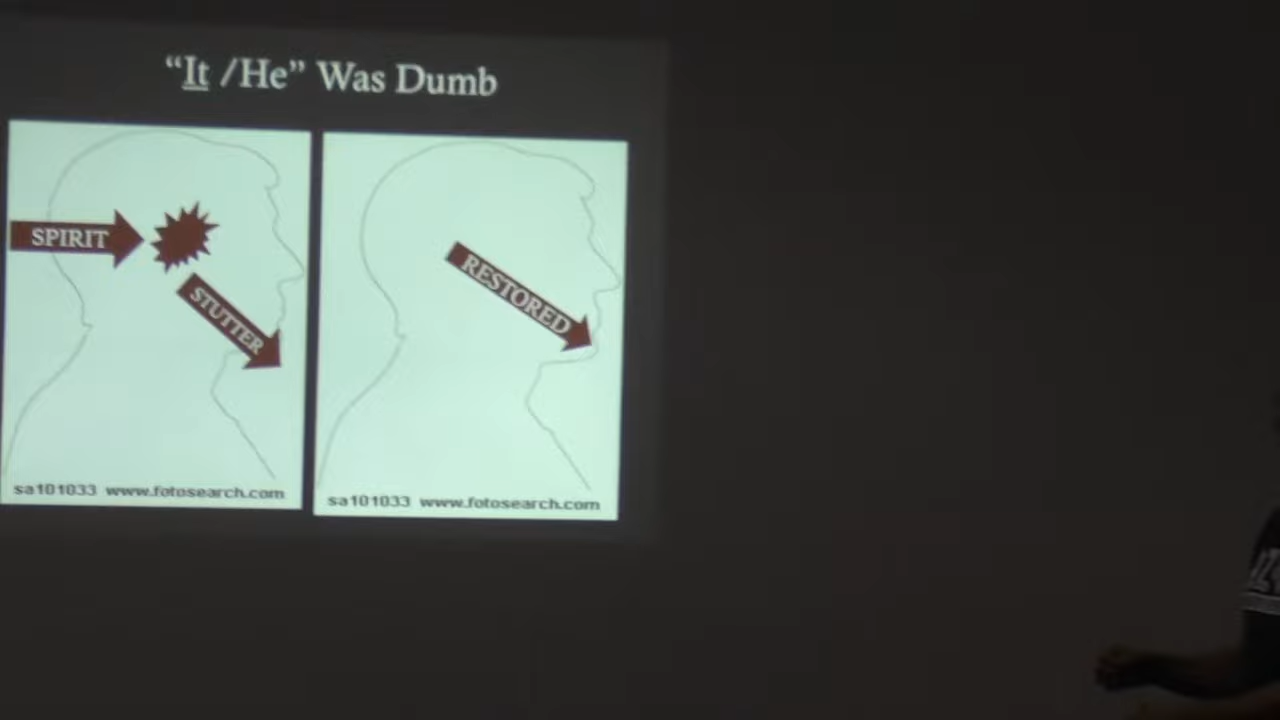 “It /He” Was Dumb
SPIRIT
STUTTER
RESTORED
sa101033 www.fotosearch.com
sa101033 www.fotosearch.com